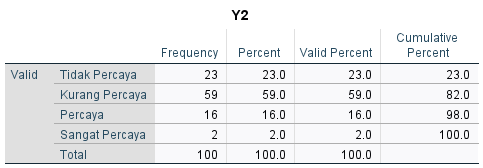 Y2
Frequency Percent Valid Percent Cumulative Percent
Valid Tidak Percaya 23 23.0 23.0 23.0
Kurang Percaya 59 59.0 59.0 82.0
Percaya 16 16.0 16.0 98.0
Sangat Percaya 2 2.0 2.0 100.0
Total 100 100.0 100.0